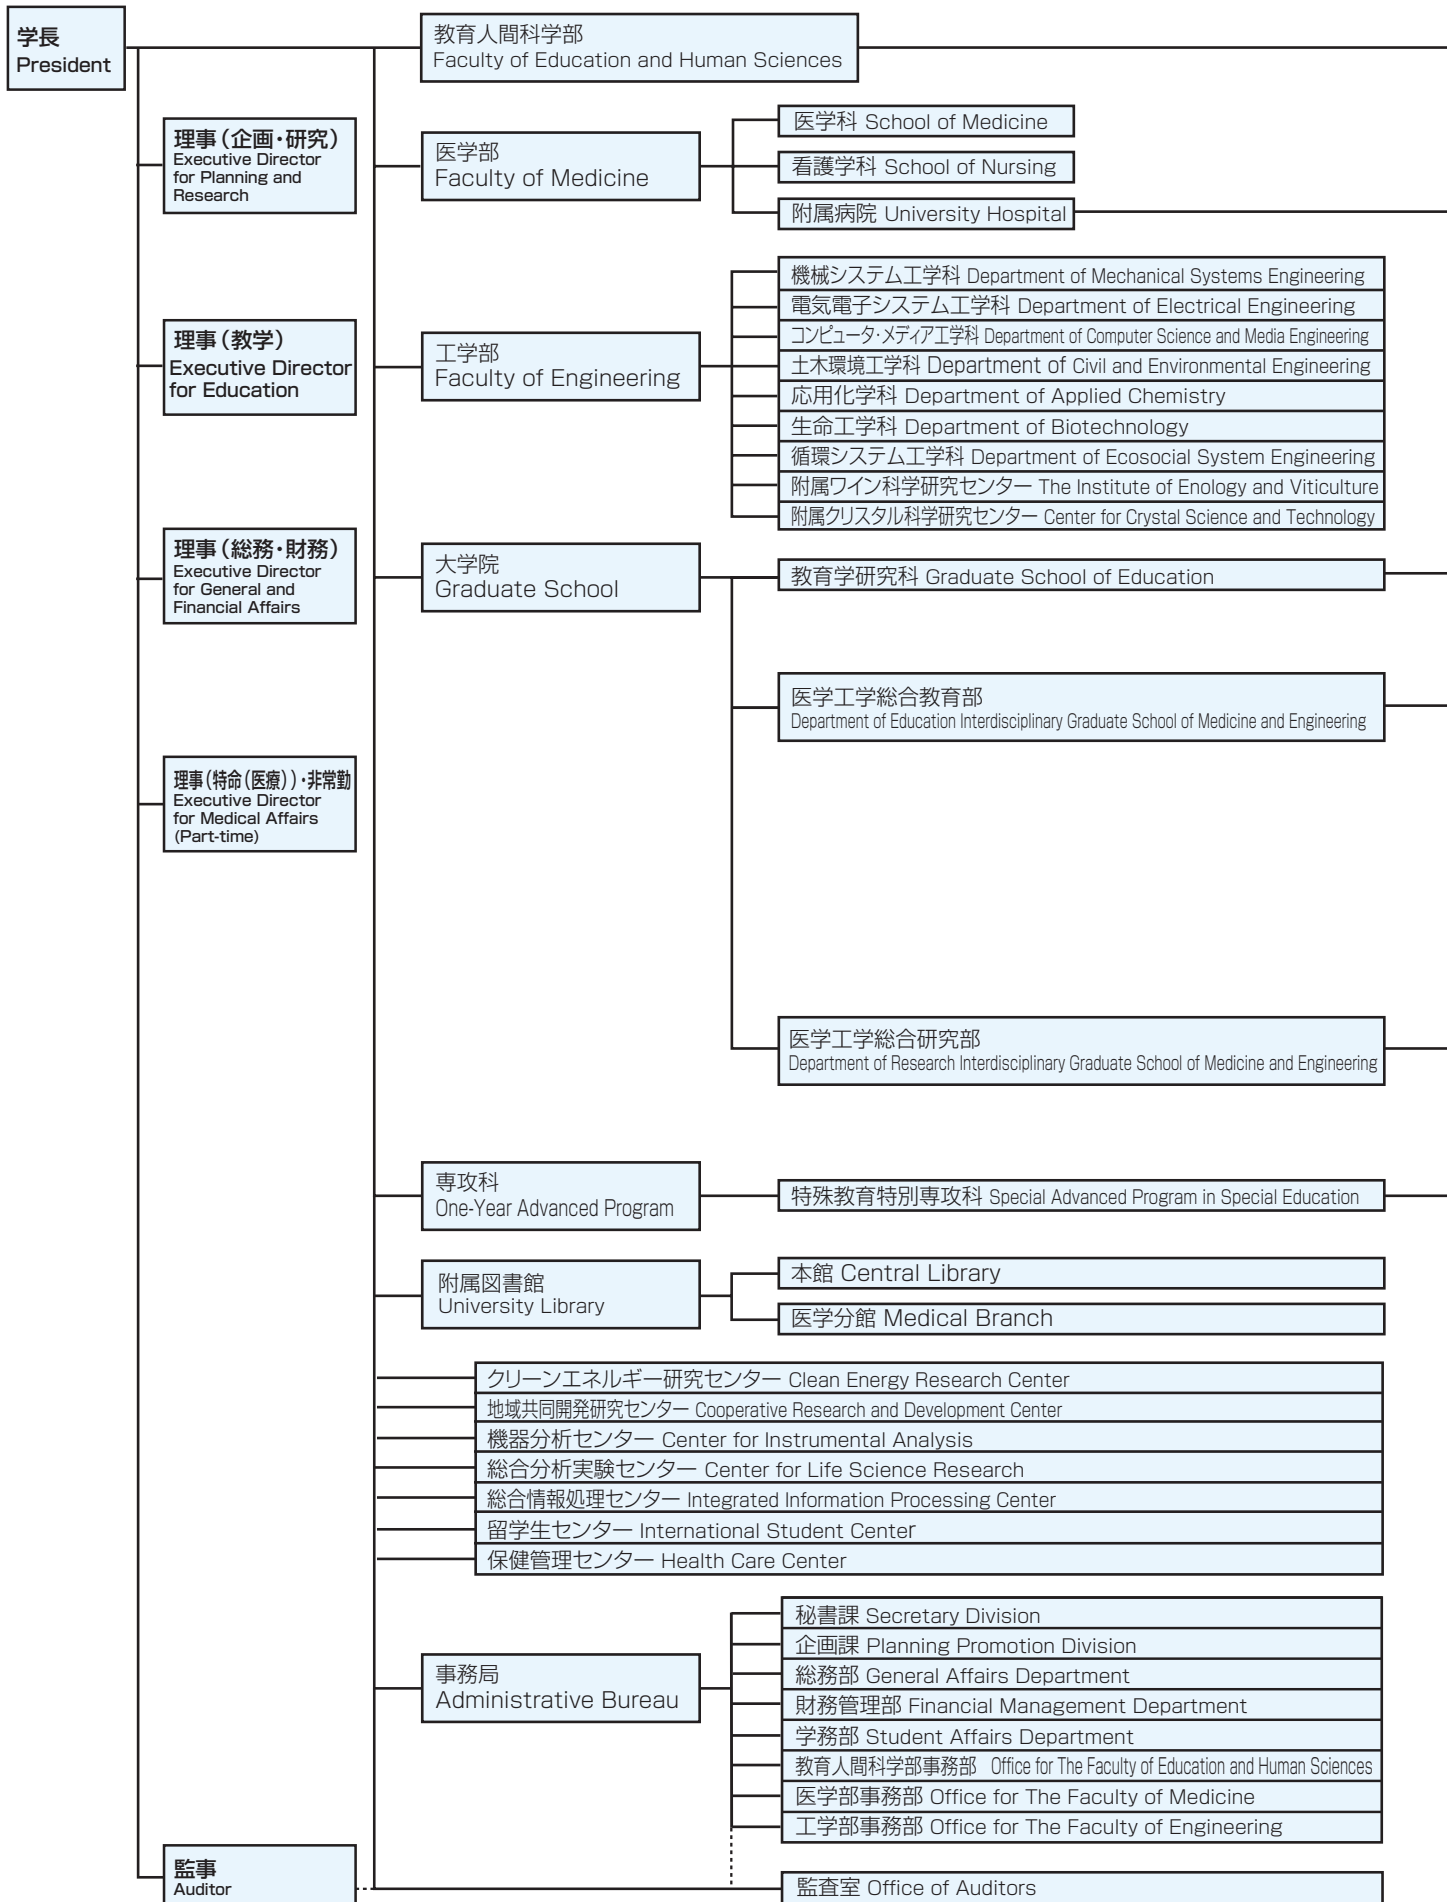 学長
President
教育人間科学部
Faculty of Education and Human Sciences
理事（企画・研究）
Executive Director
for Planning and
Research
医学部
Faculty of Medicine
医学科 School of Medicine
看護学科 School of Nursing
附属病院 University Hospital
理事（教学）
Executive Director
for Education
工学部
Faculty of Engineering
機械システム工学科 Department of Mechanical Systems Engineering
電気電子システム工学科 Department of Electrical Engineering
コンピュータ・メディア工学科 Department of Computer Science and Media Engineering
土木環境工学科 Department of Civil and Environmental Engineering
応用化学科 Department of Applied Chemistry
生命工学科 Department of Biotechnology
循環システム工学科 Department of Ecosocial System Engineering
附属ワイン科学研究センター The Institute of Enology and Viticulture
附属クリスタル科学研究センター Center for Crystal Science and Technology
理事（総務・財務）
Executive Director
for General and
Financial Affairs
大学院
Graduate School
教育学研究科 Graduate School of Education
医学工学総合教育部
Department of Education Interdisciplinary Graduate School of Medicine and Engineering
理事（特命（医療））・非常勤
Executive Director
for Medical Affairs
(Part-time)
医学工学総合研究部
Department of Research Interdisciplinary Graduate School of Medicine and Engineering
専攻科
One-Year Advanced Program
特殊教育特別専攻科 Special Advanced Program in Special Education
附属図書館
University Library
本館 Central Library
医学分館 Medical Branch
クリーンエネルギー研究センター Clean Energy Research Center
地域共同開発研究センター Cooperative Research and Development Center
機器分析センター Center for Instrumental Analysis
総合分析実験センター Center for Life Science Research
総合情報処理センター Integrated Information Processing Center
留学生センター International Student Center
保健管理センター Health Care Center
事務局
Administrative Bureau
秘書課 Secretary Division
企画課 Planning Promotion Division
総務部 General Affairs Department
財務管理部 Financial Management Department
学務部 Student Affairs Department
教育人間科学部事務部 Office for The Faculty of Education and Human Sciences
医学部事務部 Office for The Faculty of Medicine
工学部事務部 Office for The Faculty of Engineering
監事
Auditor
監査室 Office of Auditors